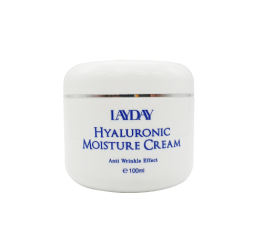 LAYDAY
HYALURONIC
MOISTURE CREAM
Anti Wrinkle Effect
℮100ml